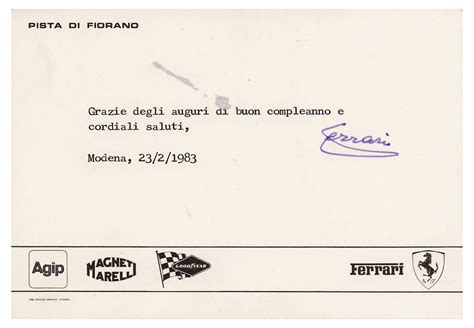 PISTA DI FIORANO
Grazie degli auguri di buon compleanno e
cordiali saluti,
Ferrari
Modena, 23/2/1983
Agip
MAGNETI
MARELLI
GOODYEAR
Ferrari
S F